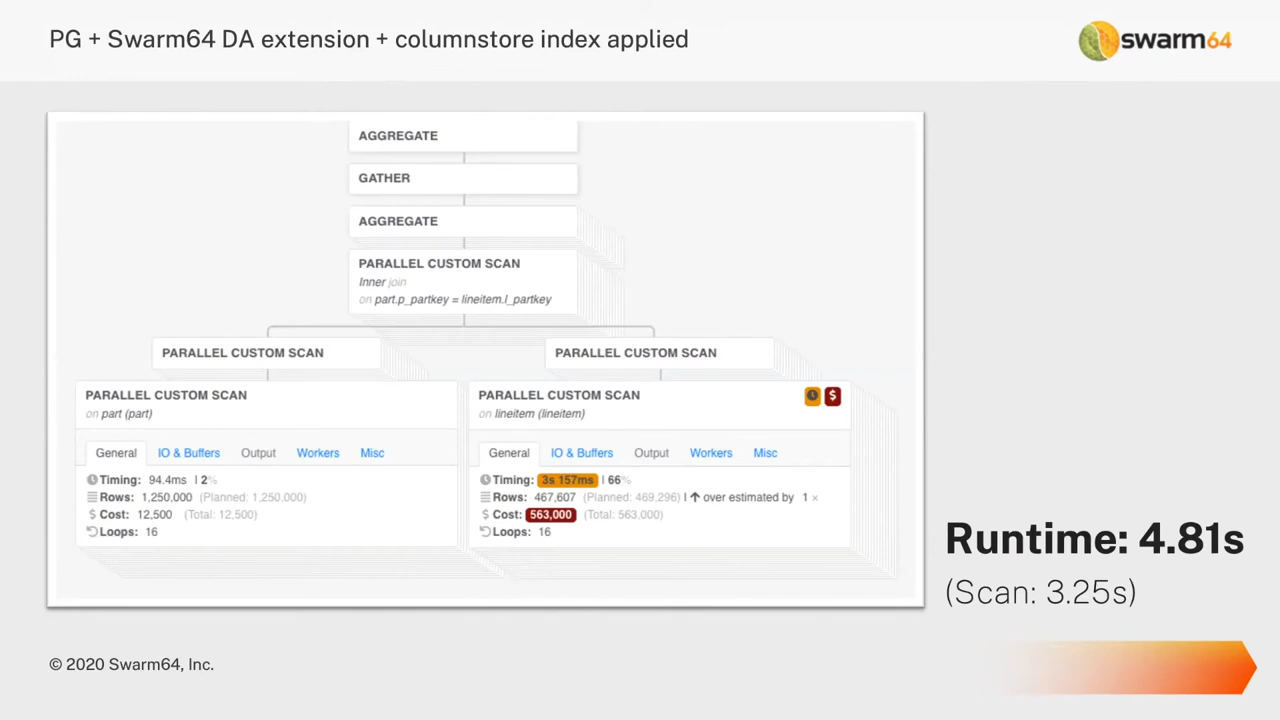 PG + Swarm64 DA extension + columnstore index applied
swarm64
AGGREGATE
GATHER
AGGREGATE
PARALLEL CUSTOM SCAN
Inner join
on part.p_partkey = lineitem.l_partkey
PARALLEL CUSTOM SCAN
PARALLEL CUSTOM SCAN
PARALLEL CUSTOM SCAN
on part (part)
General IO & Buffers Output Workers Misc
Timing: 94.4ms | 2%
Rows: 1,250,000 (Planned: 1,250,000)
$ Cost: 12,500 (Total: 12,500)
Loops: 16
PARALLEL CUSTOM SCAN
$
on lineitem (lineitem)
General IO & Buffers Output Workers Misc
Timing: 3s 157ms | 66%
Rows: 467,607 (Planned: 469,296) | over estimated by 1 x
$ Cost: 563,000 (Total: 563,000)
Loops: 16
Runtime: 4.81s
(Scan: 3.25s)
© 2020 Swarm64, Inc.